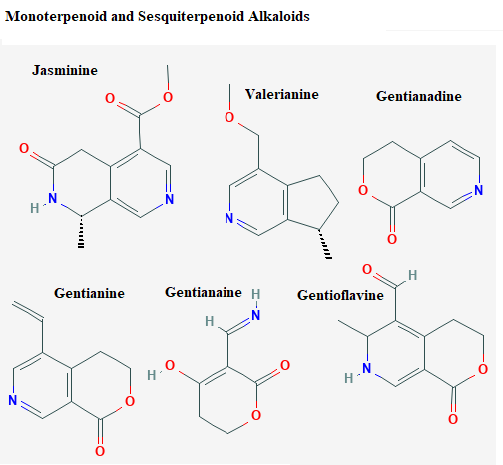 Monoterpenoid and Sesquiterpenoid Alkaloids
Jasminine
Valerianine
Gentianadine
O
O
O
H
N
N
O
N
O
O
N
Gentianine
Gentianaine
Gentioflavine
N
O
O
H
N
H
H
O
O
O
O
H
H
N
O
O